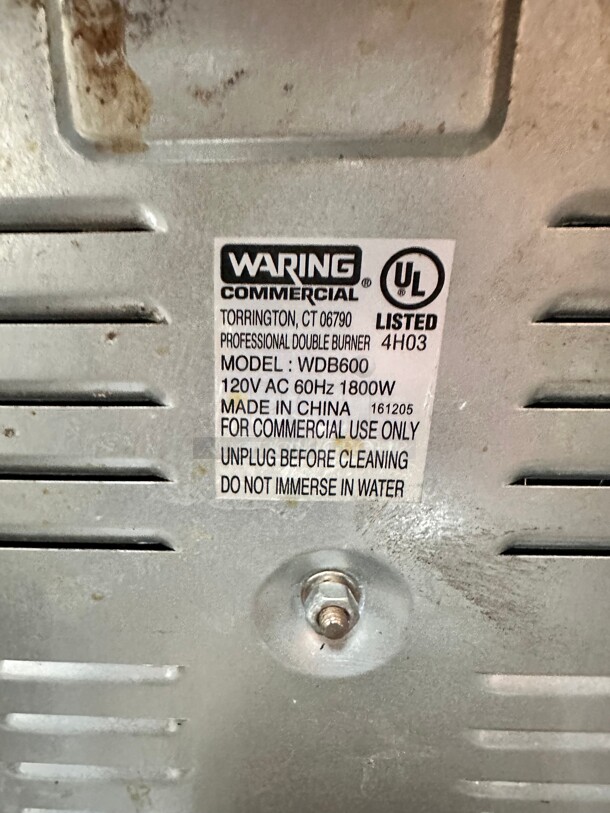 WARING®
COMMERCIAL
UL ®
LISTED
4H03
TORRINGTON, CT 06790
PROFESSIONAL DOUBLE BURNER
MODEL : WDB600
120V AC 60Hz 1800W
MADE IN CHINA 161205
FOR COMMERCIAL USE ONLY
UNPLUG BEFORE CLEANING
DO NOT IMMERSE IN WATER